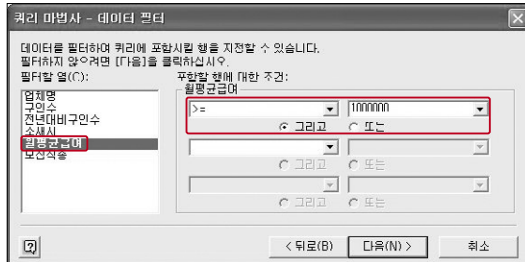 쿼리 마법사 - 데이터 필터
데이터를 필터하여 쿼리에 포함시킬 행을 지정할 수 있습니다.
필터하지 않으려면 [다음]을 클릭하십시오.
필터할 열(C):
포함할 행에 대한 조건:
월평균급여
업체명
구인수
전년대비구인수
소재시
월평균급여
모집직종
>=
1000000
그리고 또는
그리고 또는
그리고 또는
< 뒤로(B)
다음(N) >
취소